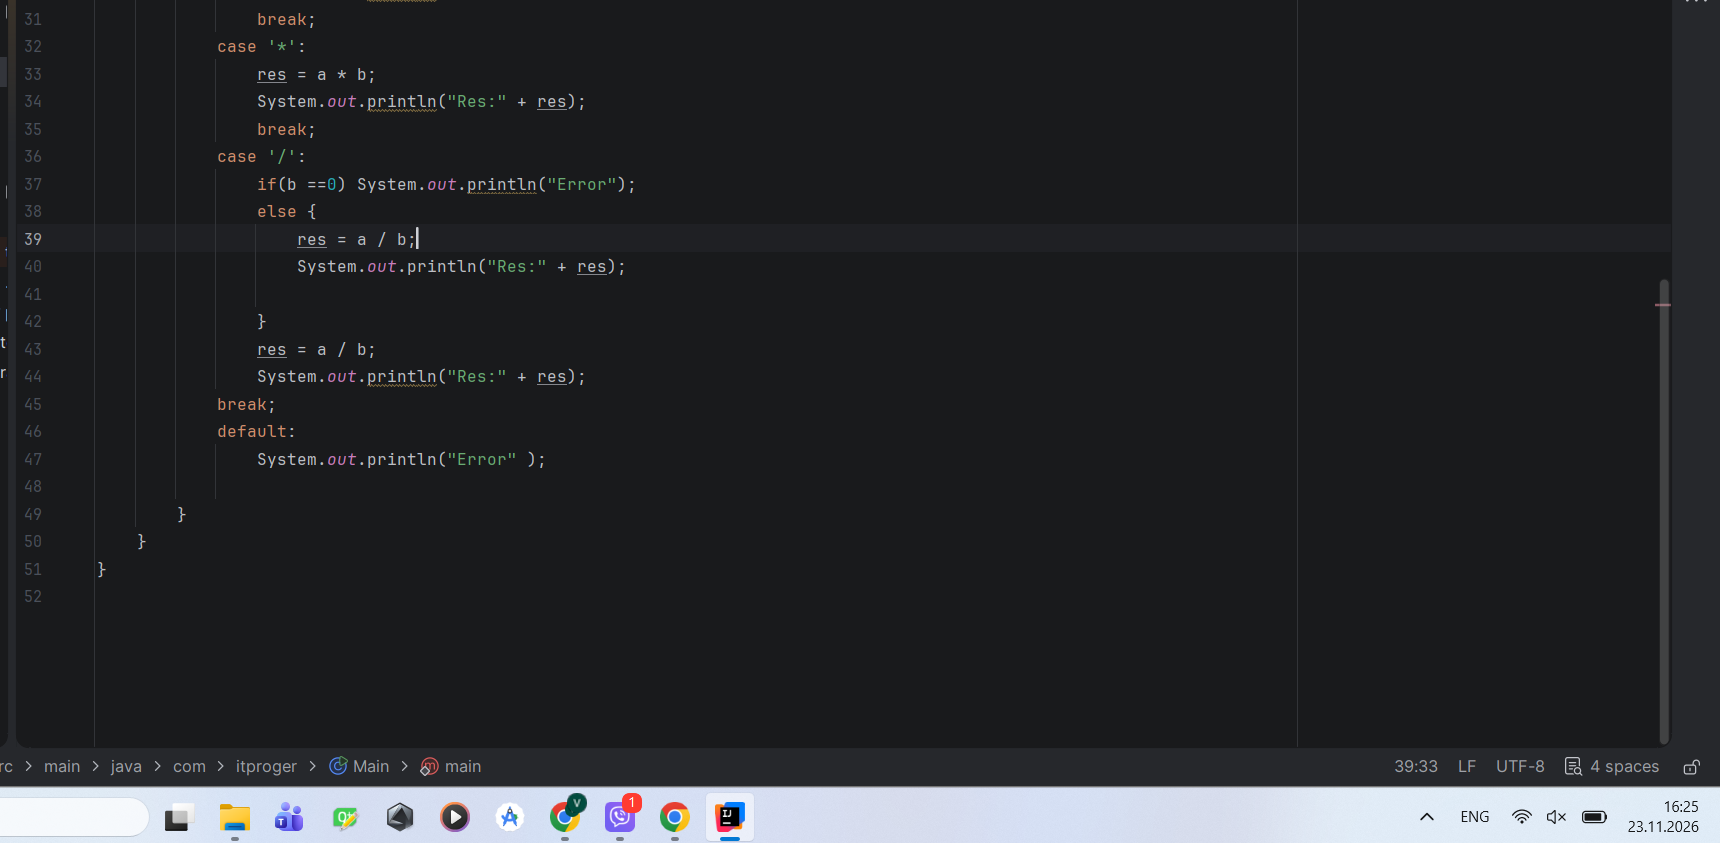 31 break;
32 case '*':
33 res = a * b;
34 System.out.println("Res:" + res);
35 break;
36 case '/':
37 if(b ==0) System.out.println("Error");
38 else {
39 res = a / b;
40 System.out.println("Res:" + res);
41
42 }
43 res = a / b;
44 System.out.println("Res:" + res);
45 break;
46 default:
47 System.out.println("Error" );
48
49 }
50 }
51 }
52
rc > main > java > com > itproger > Main > main 39:33 LF UTF-8 4 spaces
V 1 ENG 16:25
23.11.2026